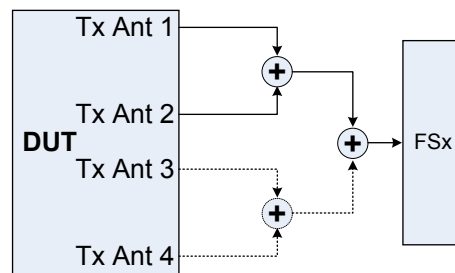 Tx Ant 1
Tx Ant 2
DUT
Tx Ant 3
Tx Ant 4
+
+
+
FSx